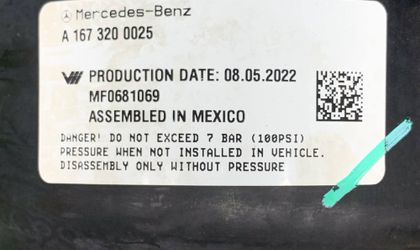 Mercedes-Benz
A 167 320 0025
PRODUCTION DATE: 08.05.2022
MF0681069
ASSEMBLED IN MEXICO
DANGER! DO NOT EXCEED 7 BAR (100PSI)
PRESSURE WHEN NOT INSTALLED IN VEHICLE.
DISASSEMBLY ONLY WITHOUT PRESSURE